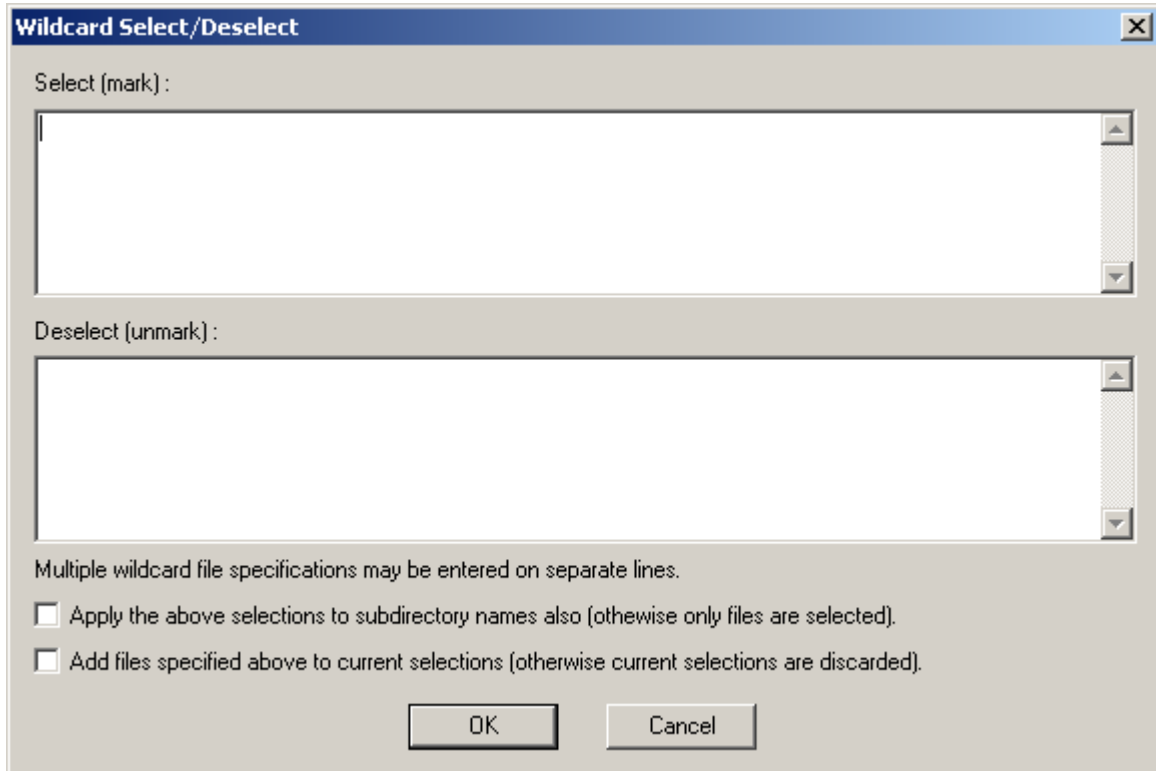 Wildcard Select/Deselect
Select (mark) :
Deselect (unmark) :
Multiple wildcard file specifications may be entered on separate lines.
Apply the above selections to subdirectory names also (othewise only files are selected).
Add files specified above to current selections (otherwise current selections are discarded).
OK Cancel